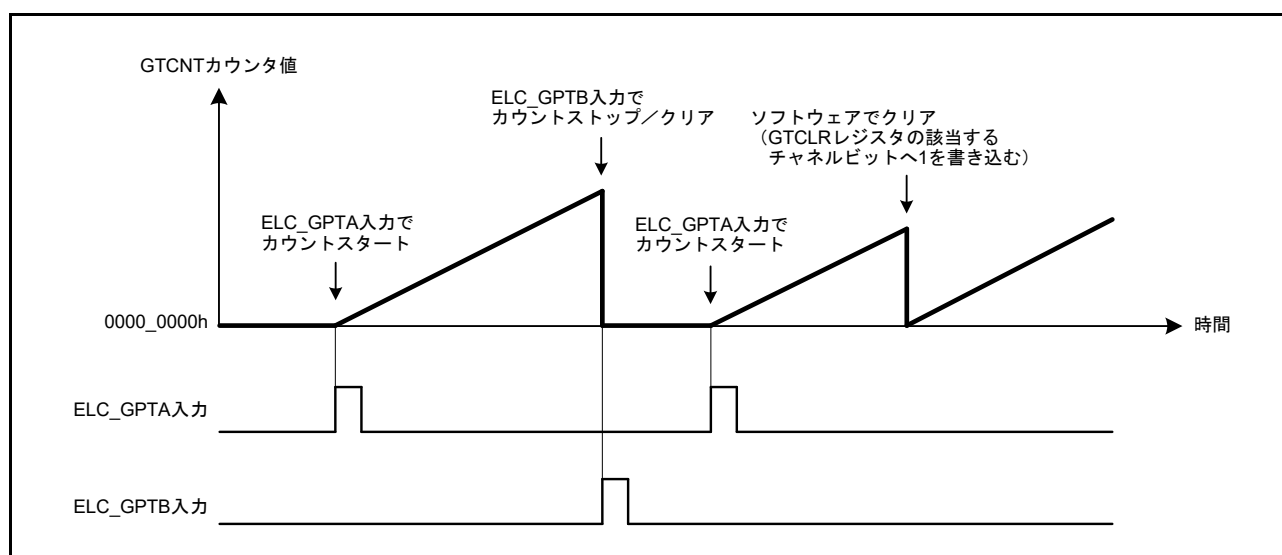 GTCNTカウンタ値
ELC_GPTB入力で
カウントストップ／クリア
ソフトウェアでクリア
（GTCLRレジスタの該当する
チャネルビットへ1を書き込む）
ELC_GPTA入力で
カウントスタート
ELC_GPTA入力で
カウントスタート
0000_0000h
時間
ELC_GPTA入力
ELC_GPTB入力